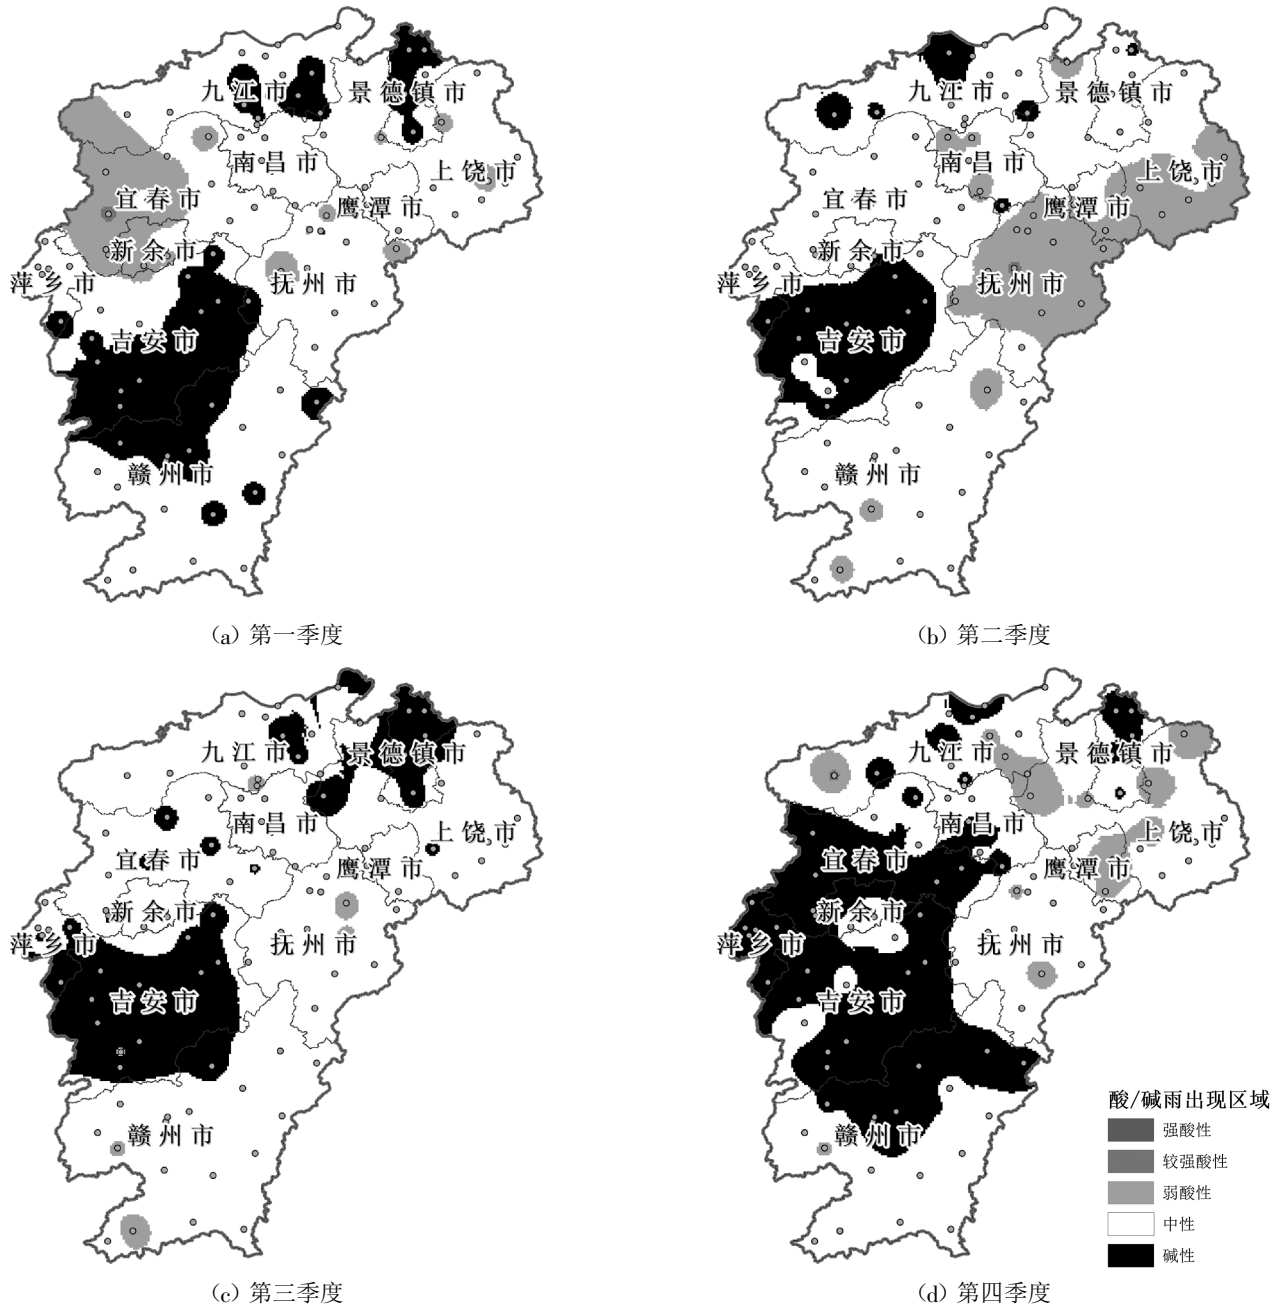 九江市
景德镇市
南昌市
上饶市
宜春市
鹰潭市
新余市
萍乡市
抚州市
吉安市
赣州市
(a) 第一季度
九江市
景德镇市
南昌市
上饶市
宜春市
鹰潭市
新余市
萍乡市
抚州市
吉安市
赣州市
(b) 第二季度
九江市
景德镇市
南昌市
上饶市
宜春市
鹰潭市
新余市
萍乡市
抚州市
吉安市
赣州市
(c) 第三季度
九江市
景德镇市
南昌市
上饶市
宜春市
鹰潭市
新余市
萍乡市
抚州市
吉安市
赣州市
酸/碱雨出现区域
强酸性
较强酸性
弱酸性
中性
碱性
(d) 第四季度